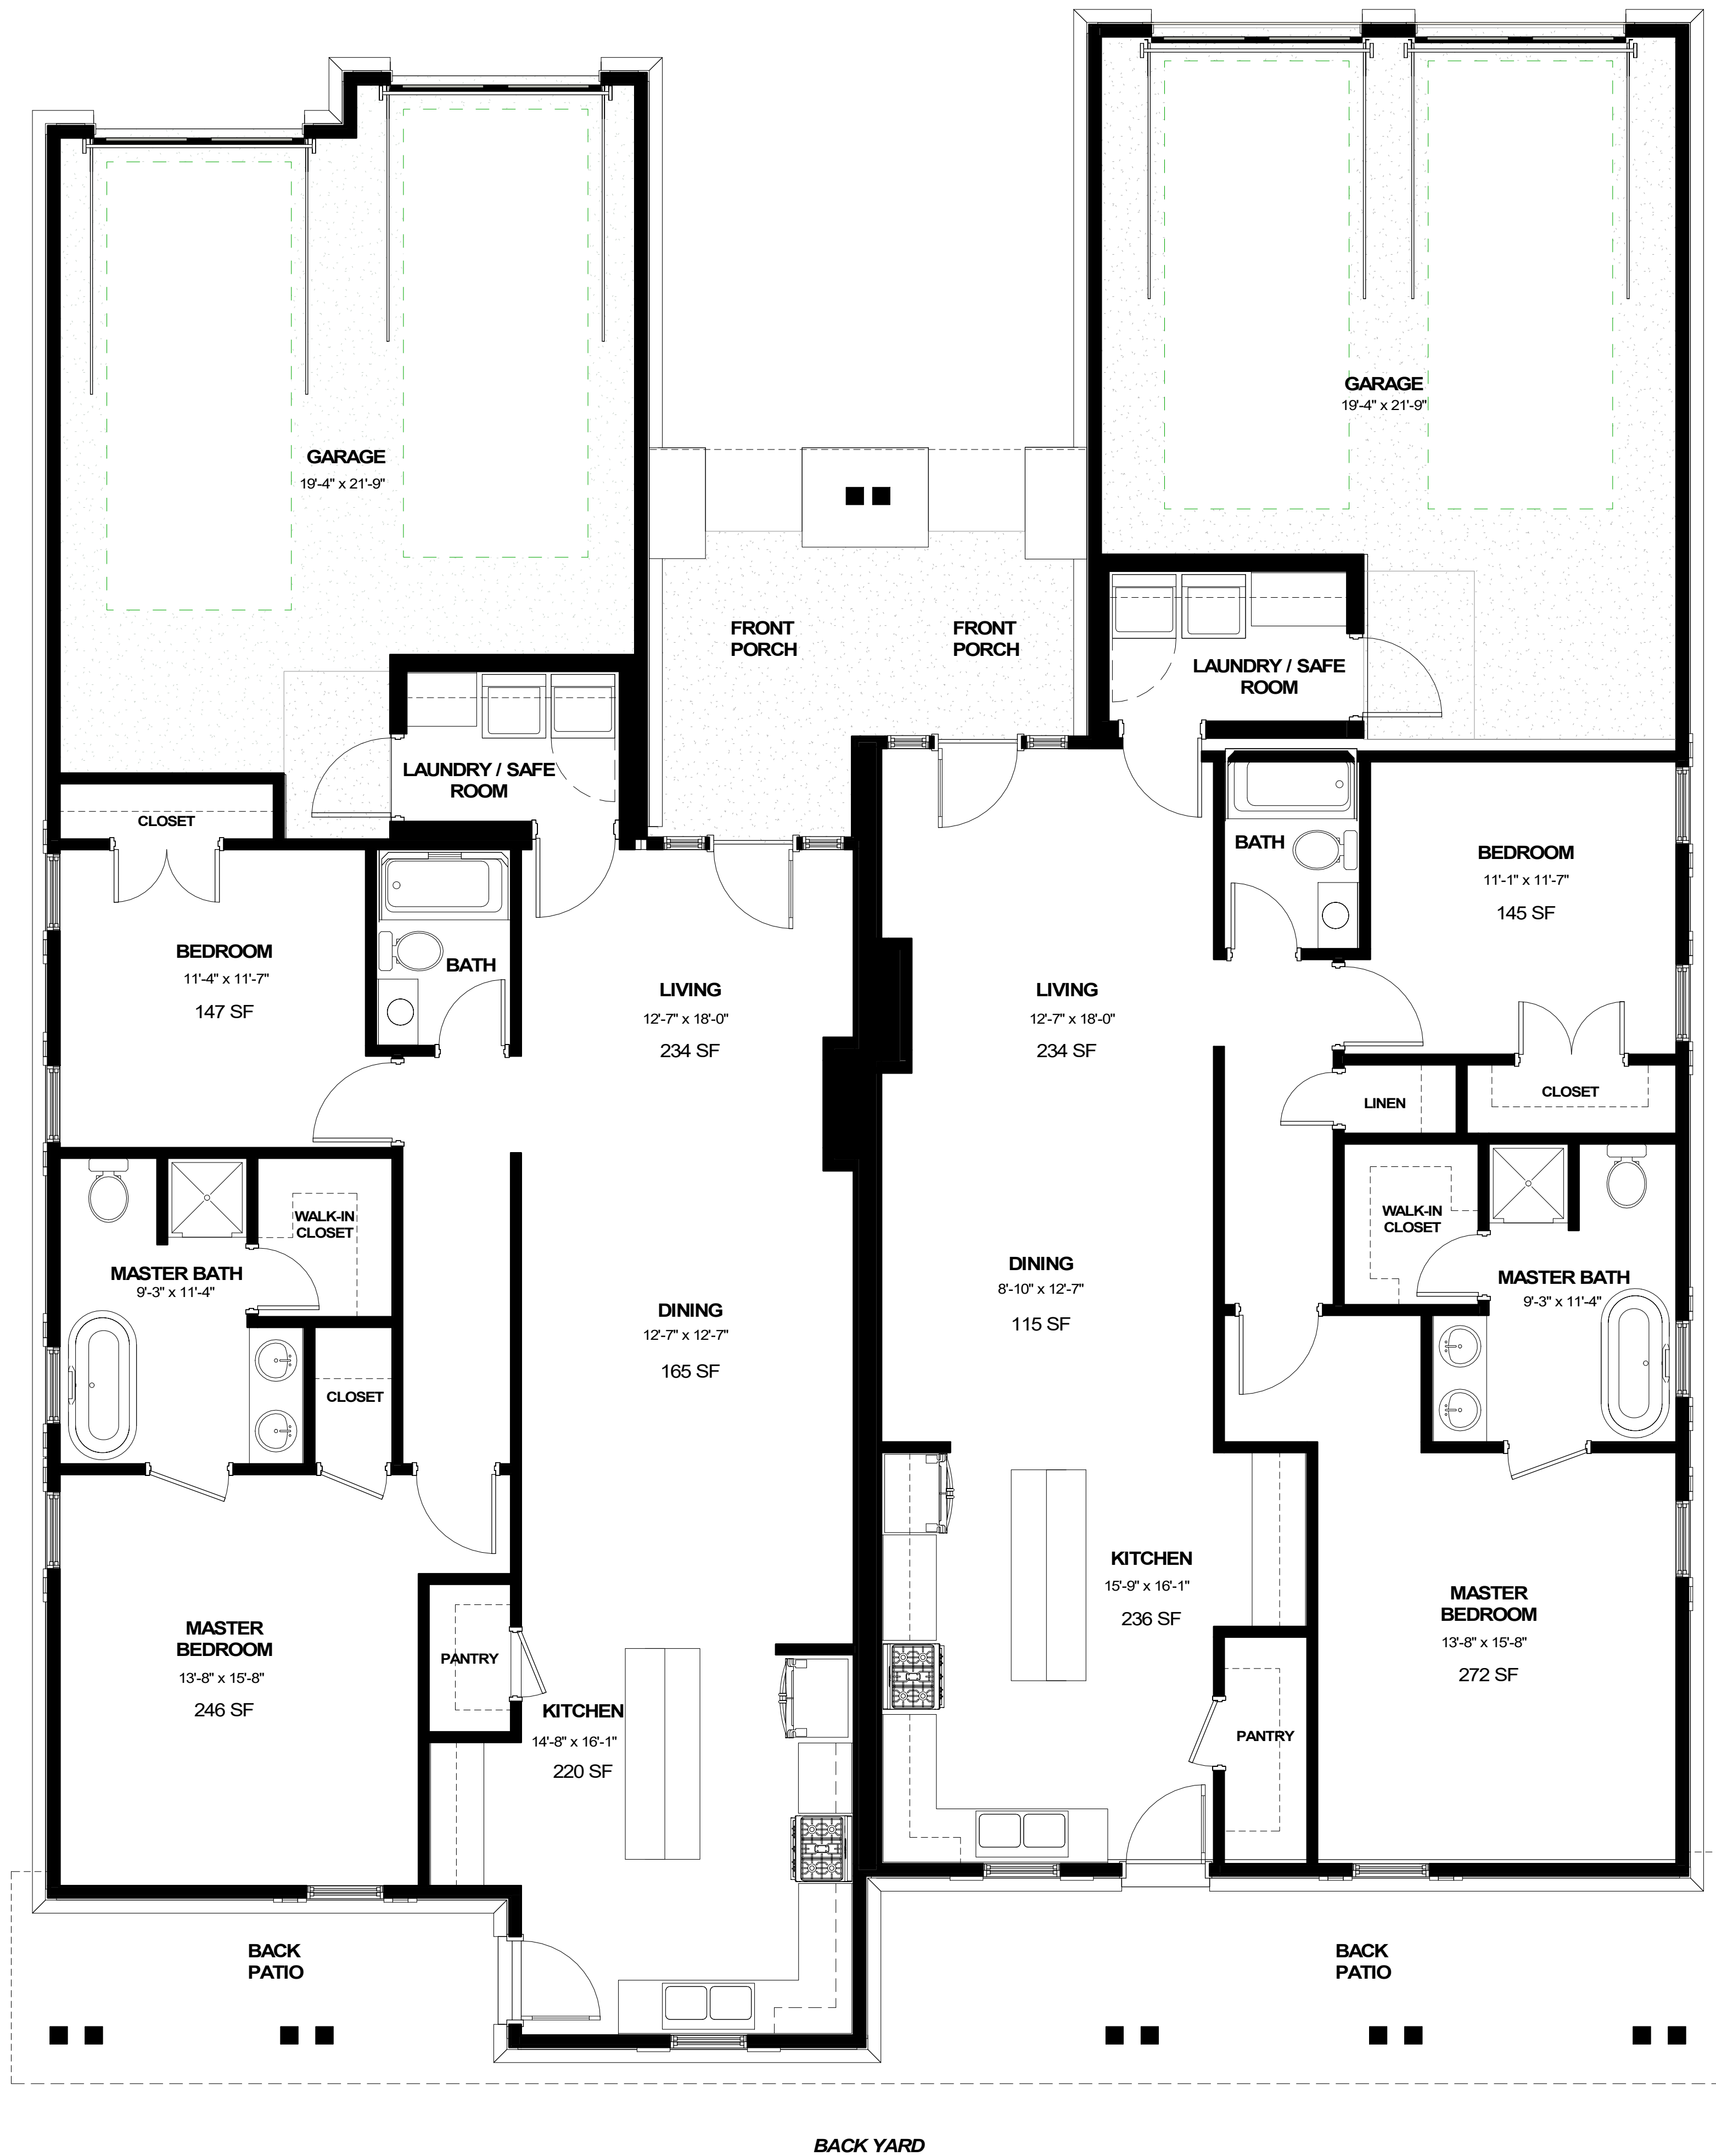 GARAGE
19'-4" x 21'-9"
GARAGE
19'-4" x 21'-9"
FRONT
PORCH
FRONT
PORCH
LAUNDRY / SAFE
ROOM
LAUNDRY / SAFE
ROOM
CLOSET
BATH
BEDROOM
11'-1" x 11'-7"
145 SF
BEDROOM
11'-4" x 11'-7"
147 SF
BATH
LIVING
12'-7" x 18'-0"
234 SF
LIVING
12'-7" x 18'-0"
234 SF
LINEN
CLOSET
WALK-IN
CLOSET
WALK-IN
CLOSET
MASTER BATH
9'-3" x 11'-4"
DINING
12'-7" x 12'-7"
165 SF
DINING
8'-10" x 12'-7"
115 SF
MASTER BATH
9'-3" x 11'-4"
CLOSET
KITCHEN
15'-9" x 16'-1"
236 SF
MASTER
BEDROOM
13'-8" x 15'-8"
272 SF
MASTER
BEDROOM
13'-8" x 15'-8"
246 SF
PANTRY
KITCHEN
14'-8" x 16'-1"
220 SF
PANTRY
BACK
PATIO
BACK
PATIO
BACK YARD